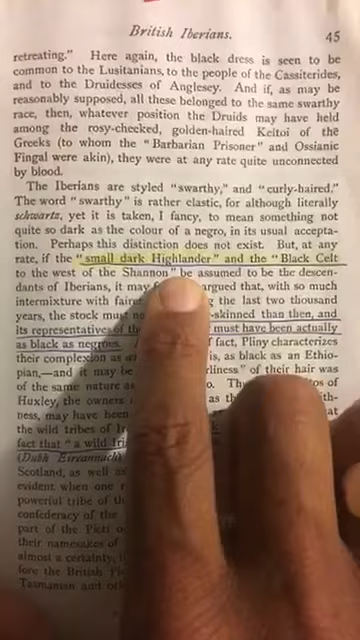 British Iberians. 45
retreating." Here again, the black dress is seen to be
common to the Lusitanians, to the people of the Cassiterides,
and to the Druidesses of Anglesey. And if, as may be
reasonably supposed, all these belonged to the same swarthy
race, then, whatever position the Druids may have held
among the rosy-cheeked, golden-haired Keltoi of the
Greeks (to whom the "Barbarian Prisoner" and Ossianic
Fingal were akin), they were at any rate quite unconnected
by blood.
The Iberians are styled "swarthy," and "curly-haired."
The word "swarthy" is rather elastic, for although literally
schwartz, yet it is taken, I fancy, to mean something not
quite so dark as the colour of a negro, in its usual accepta-
tion. Perhaps this distinction does not exist. But, at any
rate, if the "small dark Highlander" and the "Black Celt
to the west of the Shannon" be assumed to be the descen-
dants of Iberians, it may argued that, with so much
intermixture with the last two thousand
years, the stock must -skinned than then, and
its representatives of the must have been actually
as black as negroes. fact, Pliny characterizes
their complexion as is, as black as an Ethio-
pian,—and it may be " of their hair was
of the same nature as
Huxley, the owners as
ness, may have been
the wild tribes of
fact that "a wild
(Dubh Eireannach)
Scotland, as well as
evident when one
powerful tribe of
confederacy of the
part of the Picti
their namesakes of
almost a certainty,
fore the British
Tasmanian and